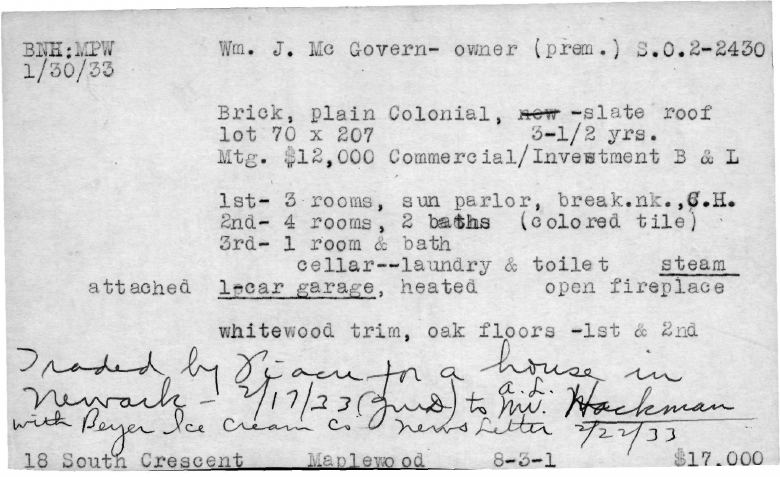 BNH:MPW Wm. J. Mc Govern- owner (prem.) S.O.2-2430
1/30/33
Brick, plain Colonial, new -slate roof
lot 70 x 207 3-1/2 yrs.
Mtg. $12,000 Commercial/Investment B & L
1st- 3 rooms, sun parlor, break.nk.,C.H.
2nd- 4 rooms, 2 baths (colored tile)
3rd- 1 room & bath
cellar--laundry & toilet steam
attached 1-car garage, heated open fireplace
whitewood trim, oak floors -1st & 2nd
Traded by for a house in
Newark - 2/17/33 to A.L. Mr. Hackman
with Beyer Ice Cream Co. News Letter 2/22/33
18 South Crescent Maplewood 8-3-1 $17,000